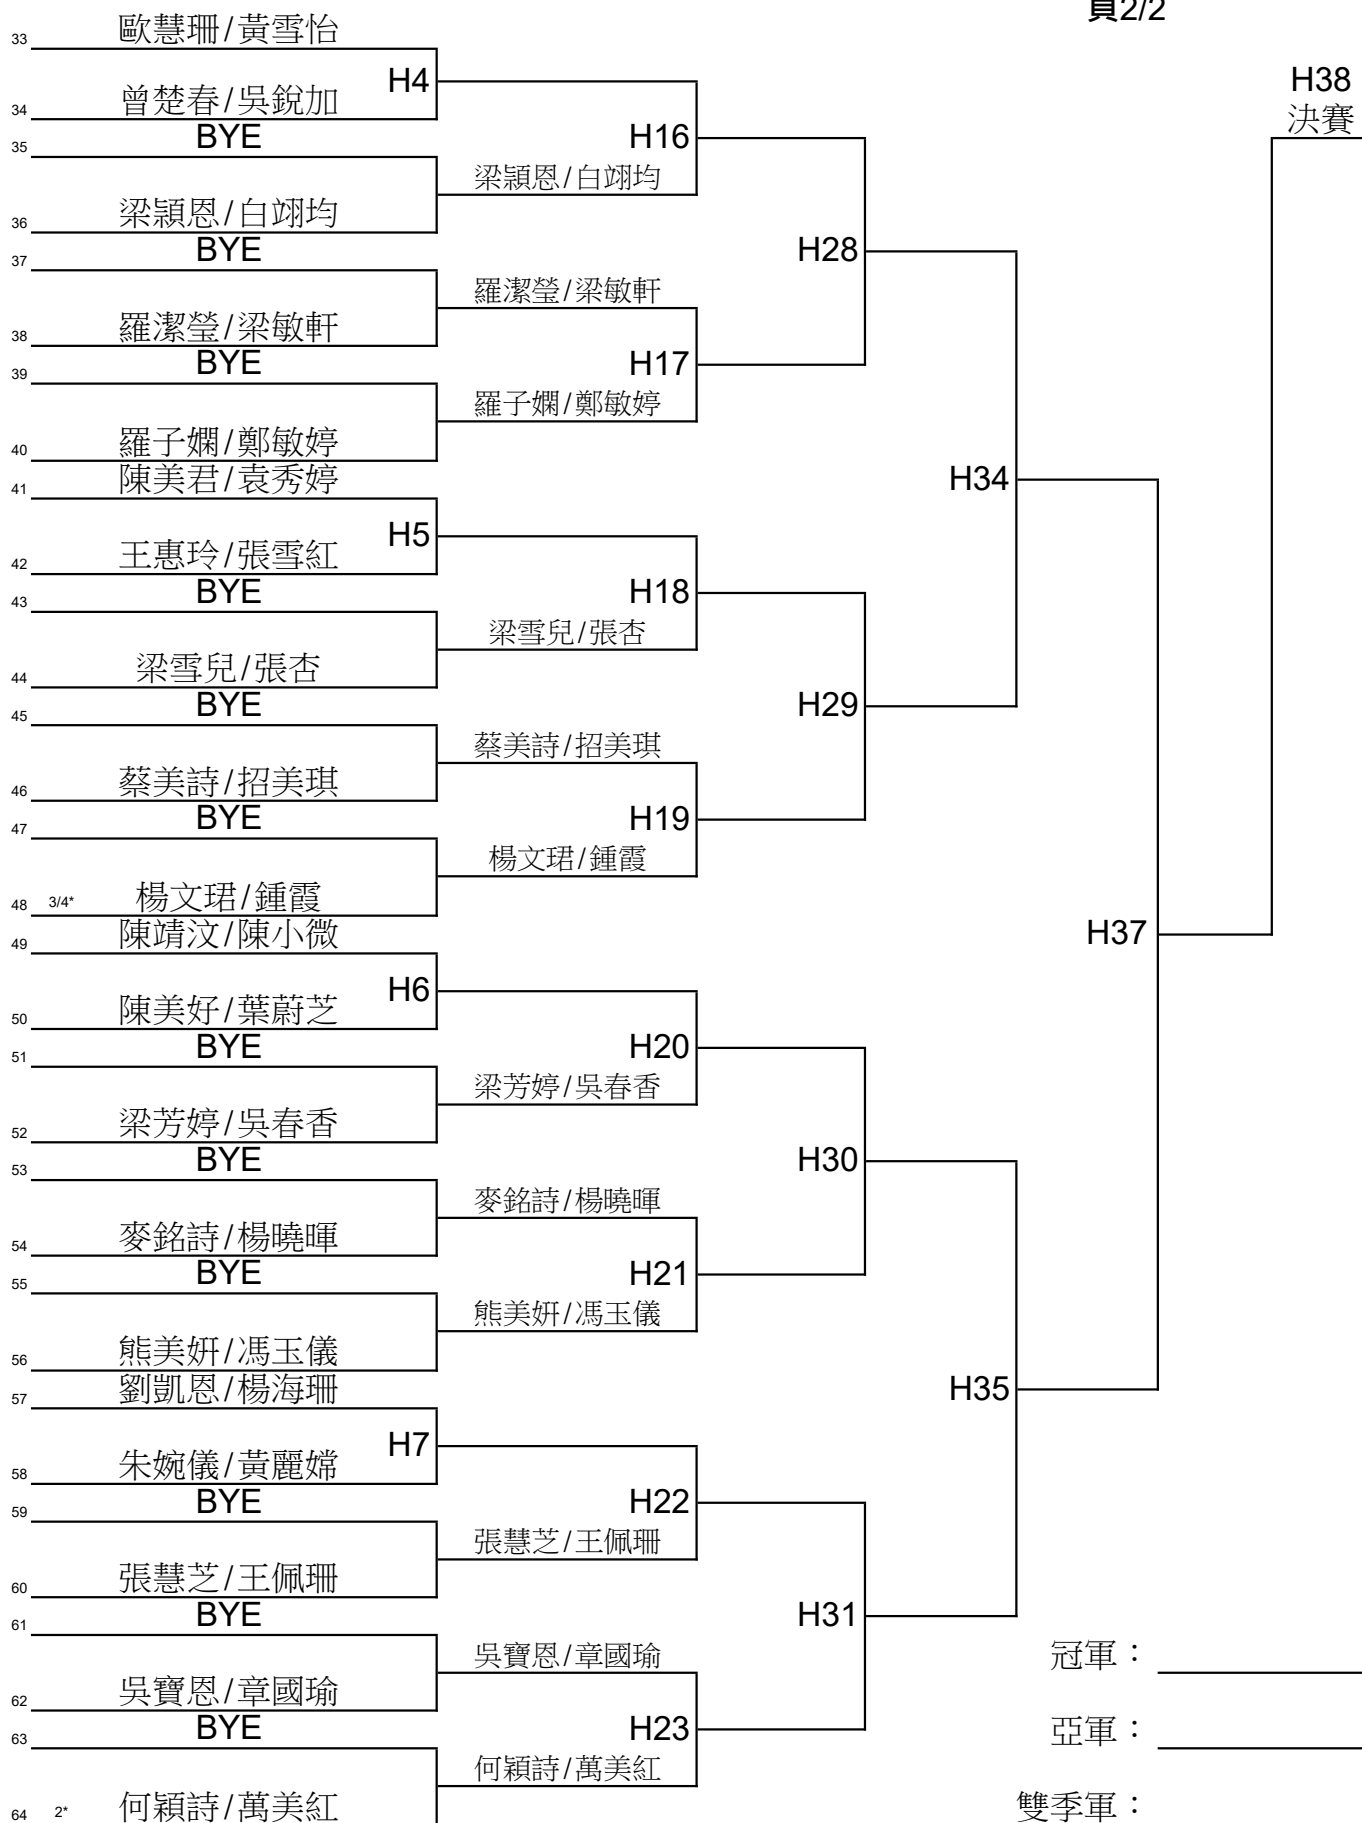 頁2/2
33 歐慧珊/黃雪怡
H4
H38
34 曾楚春/吳銳加
決賽
35 BYE
H16
梁顥恩/白翊均
36 梁顥恩/白翊均
37 BYE
H28
羅潔瑩/梁敏軒
38 羅潔瑩/梁敏軒
39 BYE
H17
羅子嫻/鄭敏婷
40 羅子嫻/鄭敏婷
41 陳美君/袁秀婷
H34
H5
42 王惠玲/張雪紅
43 BYE
H18
梁雪兒/張杏
44 梁雪兒/張杏
45 BYE
H29
蔡美詩/招美琪
46 蔡美詩/招美琪
47 BYE
H19
楊文珺/鍾霞
48 3/4* 楊文珺/鍾霞
49 陳靖汶/陳小微
H37
H6
50 陳美好/葉蔚芝
51 BYE
H20
梁芳婷/吳春香
52 梁芳婷/吳春香
53 BYE
H30
麥銘詩/楊曉暉
54 麥銘詩/楊曉暉
55 BYE
H21
熊美妍/馮玉儀
56 熊美妍/馮玉儀
57 劉凱恩/楊海珊
H35
H7
58 朱婉儀/黃麗嫦
59 BYE
H22
張慧芝/王佩珊
60 張慧芝/王佩珊
61 BYE
H31
吳寶恩/章國瑜
冠軍：
62 吳寶恩/章國瑜
63 BYE
H23
亞軍：
何穎詩/萬美紅
64 2* 何穎詩/萬美紅
雙季軍：